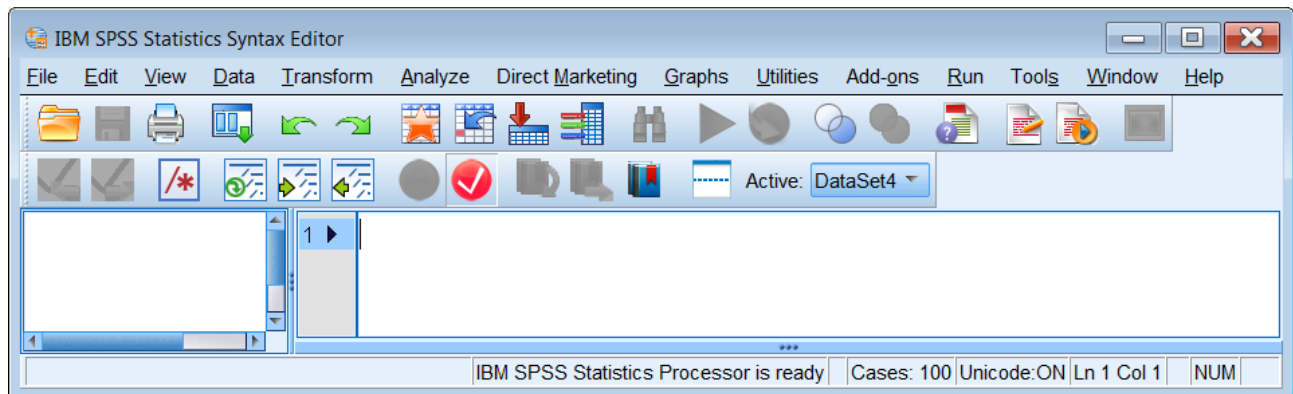 IBM SPSS Statistics Syntax Editor
File Edit View Data Transform Analyze Direct Marketing Graphs Utilities Add-ons Run Tools Window Help
/*
? 
Active: DataSet4
1
IBM SPSS Statistics Processor is ready Cases: 100 Unicode:ON Ln 1 Col 1 NUM